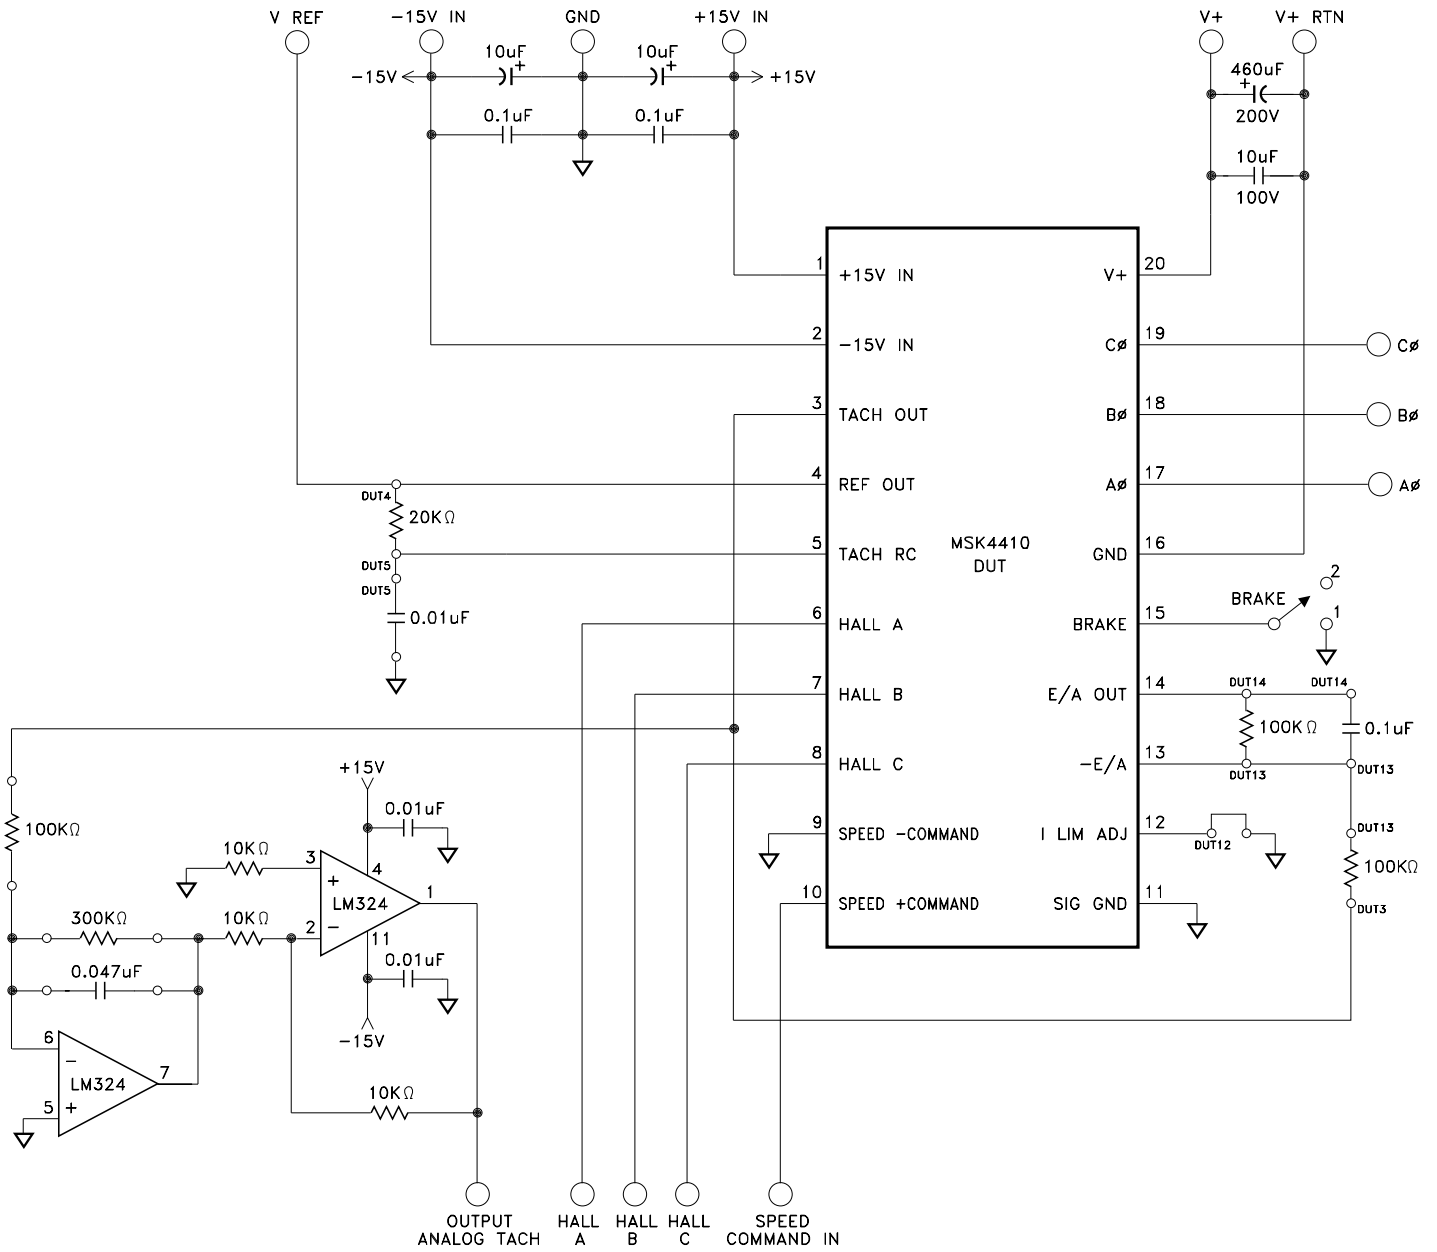 V REF
-15V IN
GND
+15V IN
V+
V+ RTN
10uF
+
10uF
+
-15V
+15V
0.1uF
0.1uF
460uF
+
200V
10uF
100V
1
+15V IN
V+
20
2
-15V IN
CØ
19
CØ
3
TACH OUT
BØ
18
BØ
4
REF OUT
AØ
17
AØ
DUT4
20KΩ
MSK4410
DUT
5
TACH RC
GND
16
DUT5
DUT5
0.01uF
6
HALL A
BRAKE
15
BRAKE
2
1
7
HALL B
E/A OUT
14
DUT14
DUT14
100KΩ
0.1uF
8
HALL C
-E/A
13
DUT13
DUT13
9
SPEED -COMMAND
I LIM ADJ
12
DUT12
DUT13
100KΩ
10
SPEED +COMMAND
SIG GND
11
DUT3
+15V
0.01uF
100KΩ
10KΩ
3
4
+
LM324
1
300KΩ
10KΩ
2
-
11
0.01uF
0.047uF
-15V
6
-
LM324
7
5
+
10KΩ
OUTPUT
ANALOG TACH
HALL
A
HALL
B
HALL
C
SPEED
COMMAND IN